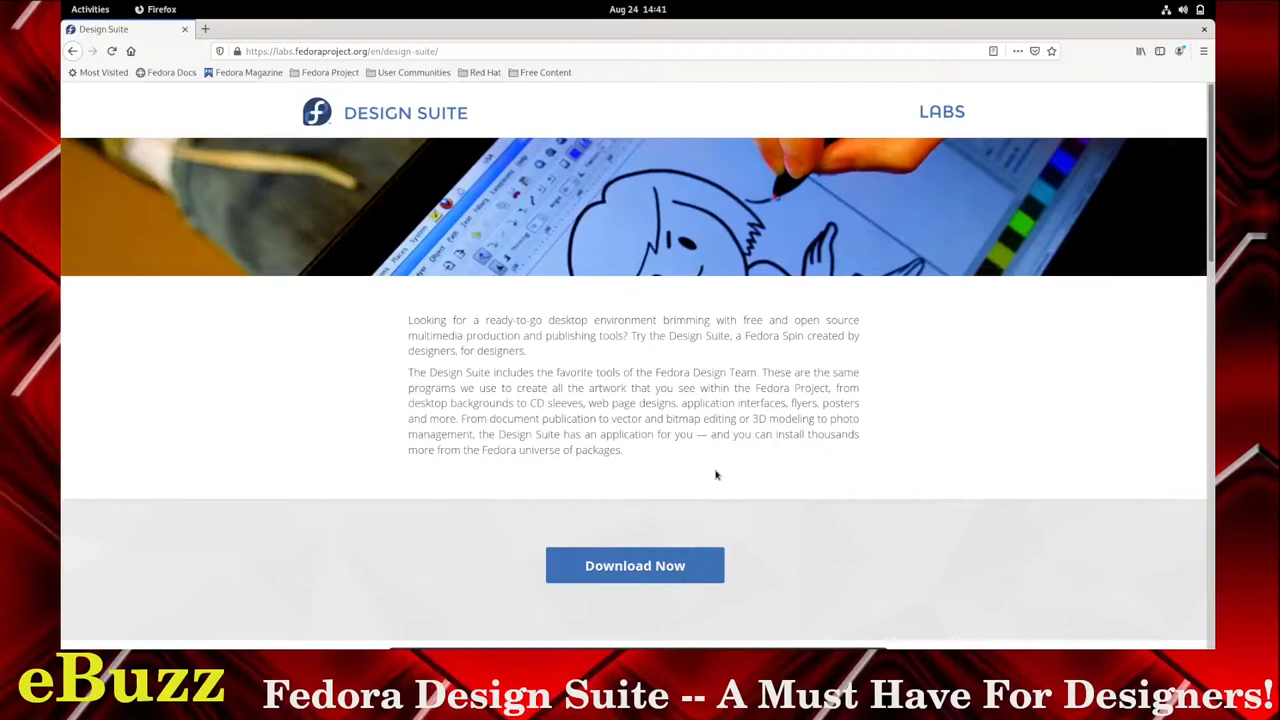 Activities Firefox Aug 24 14:41
Design Suite
https://labs.fedoraproject.org/en/design-suite/
Most Visited Fedora Docs Fedora Magazine Fedora Project User Communities Red Hat Free Content
DESIGN SUITE LABS
Looking for a ready-to-go desktop environment brimming with free and open source
multimedia production and publishing tools? Try the Design Suite, a Fedora Spin created by
designers, for designers.
The Design Suite includes the favorite tools of the Fedora Design Team. These are the same
programs we use to create all the artwork that you see within the Fedora Project, from
desktop backgrounds to CD sleeves, web page designs, application interfaces, flyers, posters
and more. From document publication to vector and bitmap editing or 3D modeling to photo
management, the Design Suite has an application for you — and you can install thousands
more from the Fedora universe of packages.
Download Now
eBuzz Fedora Design Suite -- A Must Have For Designers!